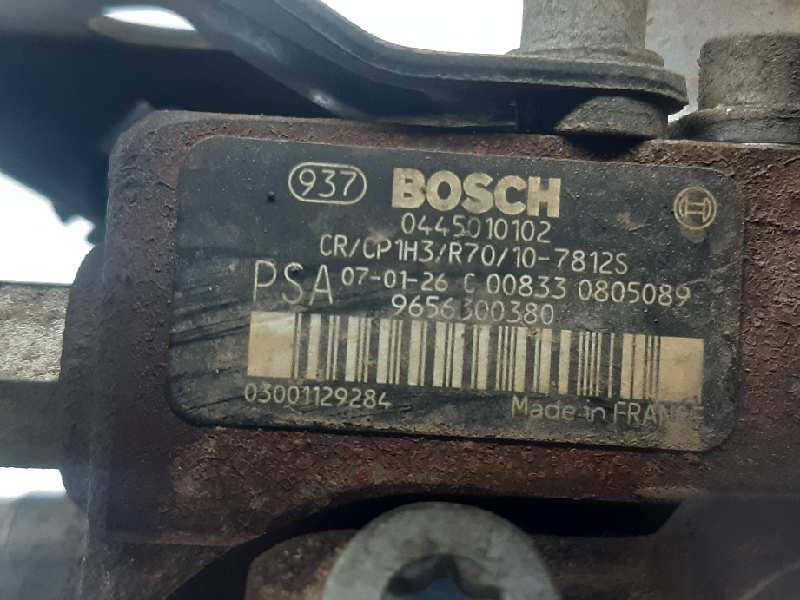 937 BOSCH
0445010102
CR/CP1H3/R70/10-7812S
PSA 07-01-26 C 00833 0805089
9656300380
03001129284 Made in FRANCE